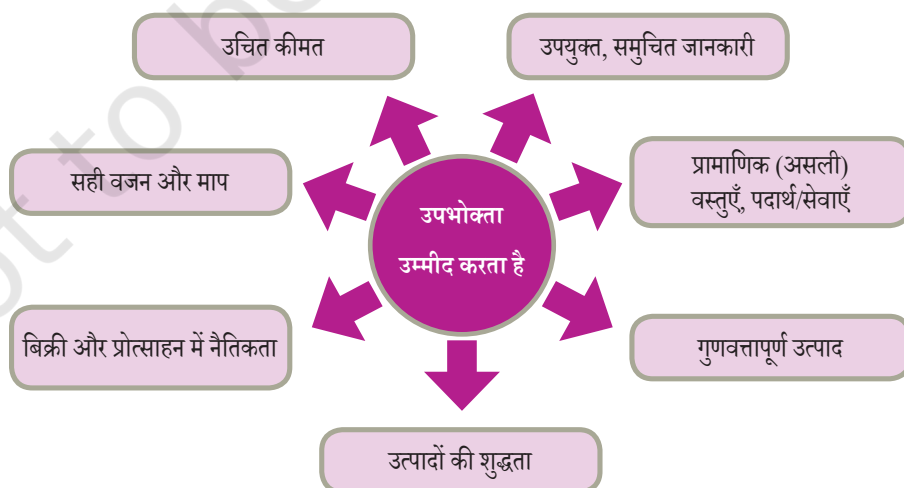 उचित कीमत
उपयुक्त, समुचित जानकारी
सही वजन और माप
प्रामाणिक (असली)
वस्तुएँ, पदार्थ/सेवाएँ
उपभोक्ता
उम्मीद करता है
बिक्री और प्रोत्साहन में नैतिकता
गुणवत्तापूर्ण उत्पाद
उत्पादों की शुद्धता